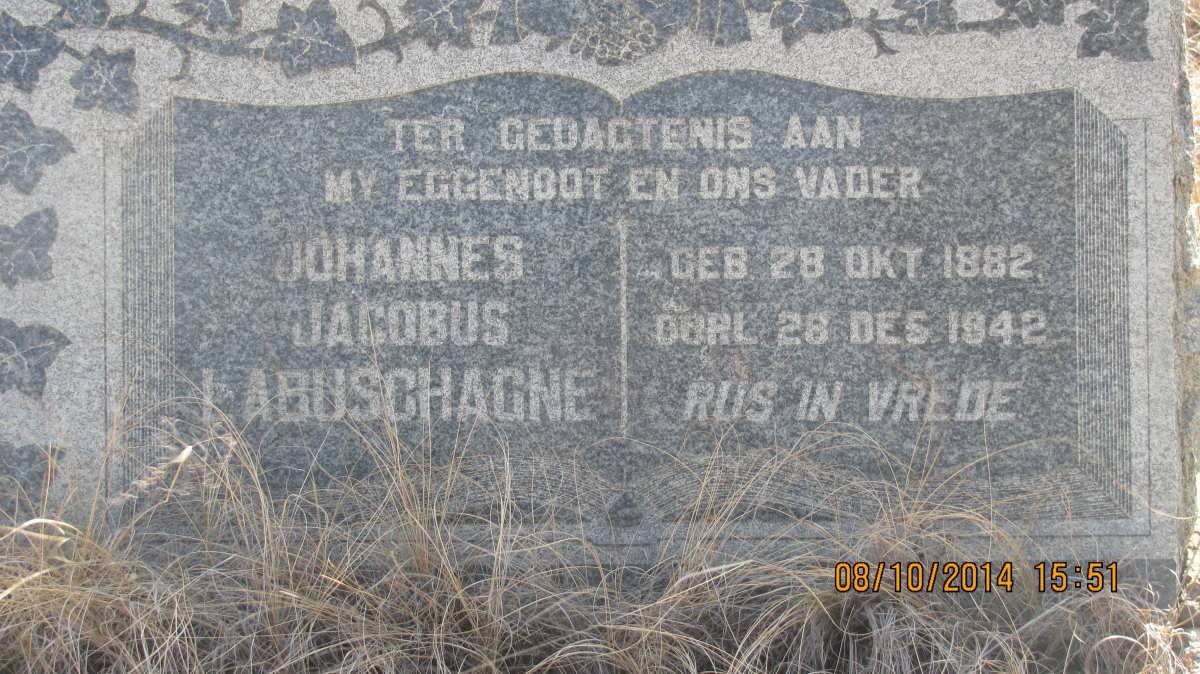 TER GEDAGTENIS AAN
MY EGGENOOT EN ONS VADER
JOHANNES
JACOBUS
LABUSCHAGNE
GEB 28 OKT. 1882
OORL 28 DES 1942
RUS IN VREDE
08/10/2014 15:51